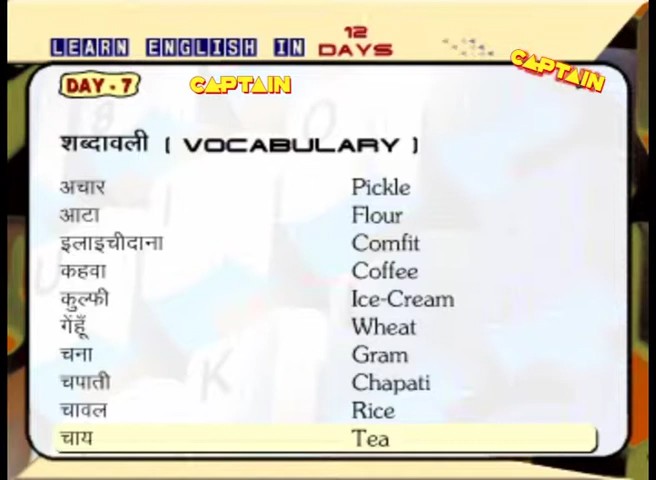 LEARN ENGLISH IN 12 DAYS
CAPTAIN
DAY - 7
CAPTAIN
शब्दावली ( VOCABULARY )
अचार Pickle
आटा Flour
इलाइचीदाना Comfit
कहवा Coffee
कुल्फी Ice-Cream
गेंहूँ Wheat
चना Gram
चपाती Chapati
चावल Rice
चाय Tea